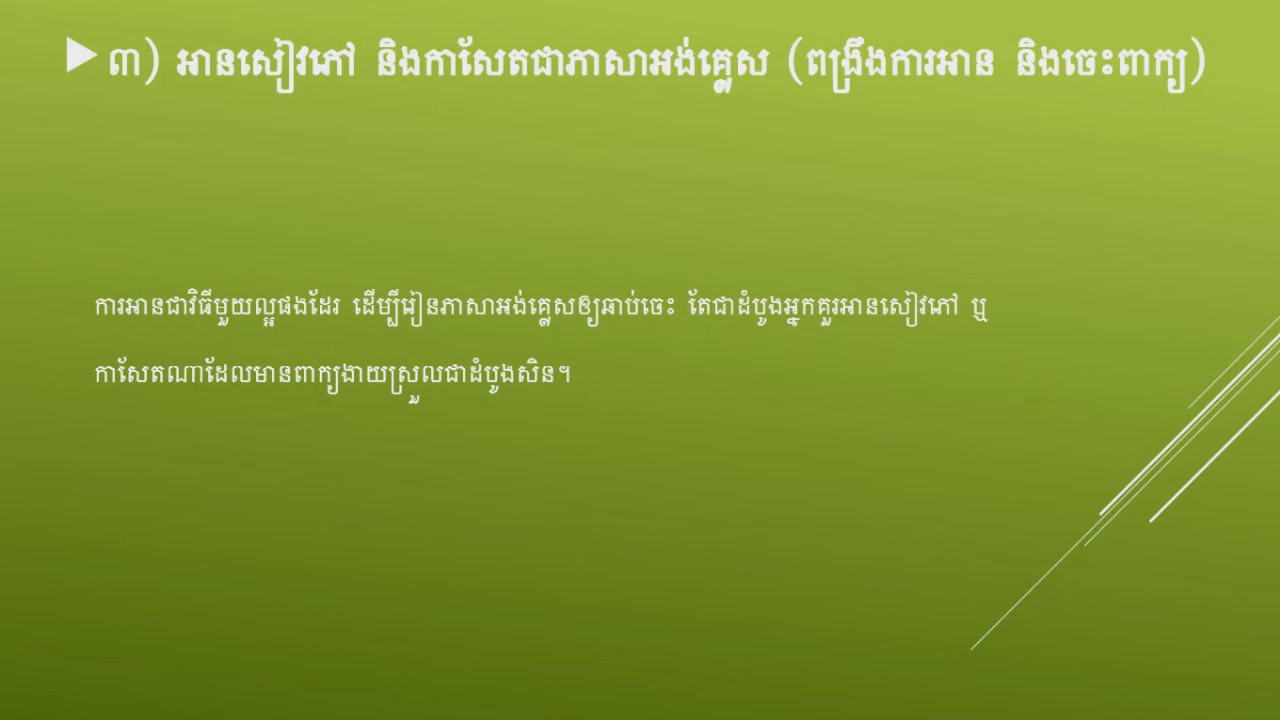 ៣) អានសៀវភៅ និងកាសែតជាភាសាអង់គ្លេស (ពង្រឹងការអាន និងចេះពាក្យ)
ការអានជាវិធីមួយល្អផងដែរ ដើម្បីរៀនភាសាអង់គ្លេសឲ្យឆាប់ចេះ តែជាដំបូងអ្នកគួរអានសៀវភៅ ឬ
កាសែតណាដែលមានពាក្យងាយស្រួលជាដំបូងសិន។